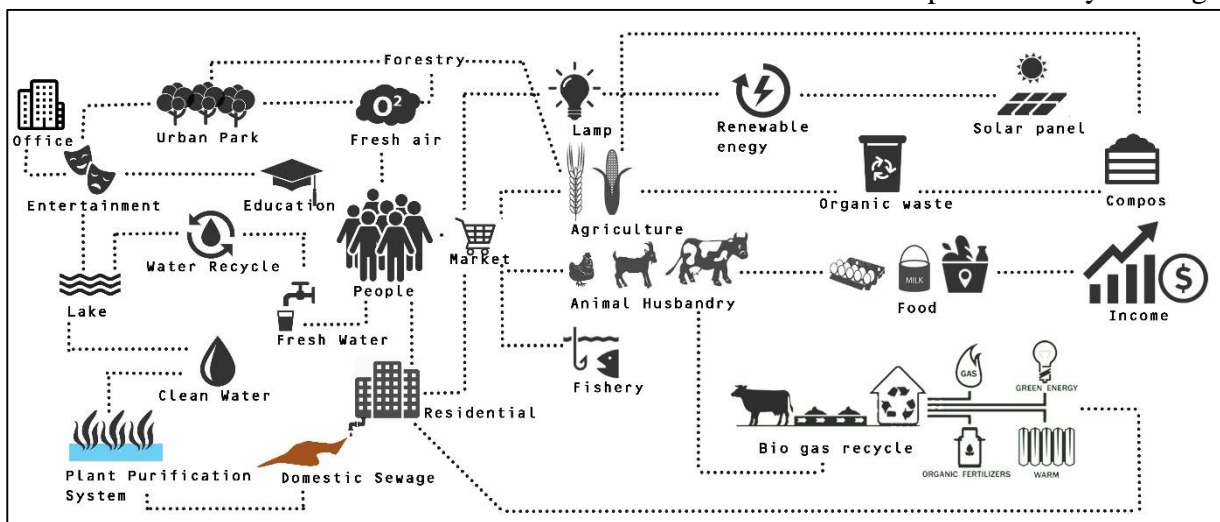 Forestry
O²
Office
Urban Park
Fresh air
Lamp
Renewable
enegy
Solar panel
Entertainment
Education
Agriculture
Organic waste
Compos
Water Recycle
People
Market
Animal Husbandry
MILK
Food
$
Income
Lake
Fresh Water
Fishery
GAS
GREEN ENERGY
Clean Water
Residential
Bio gas recycle
ORGANIC FERTILIZERS
WARM
Plant Purification
System
Domestic Sewage